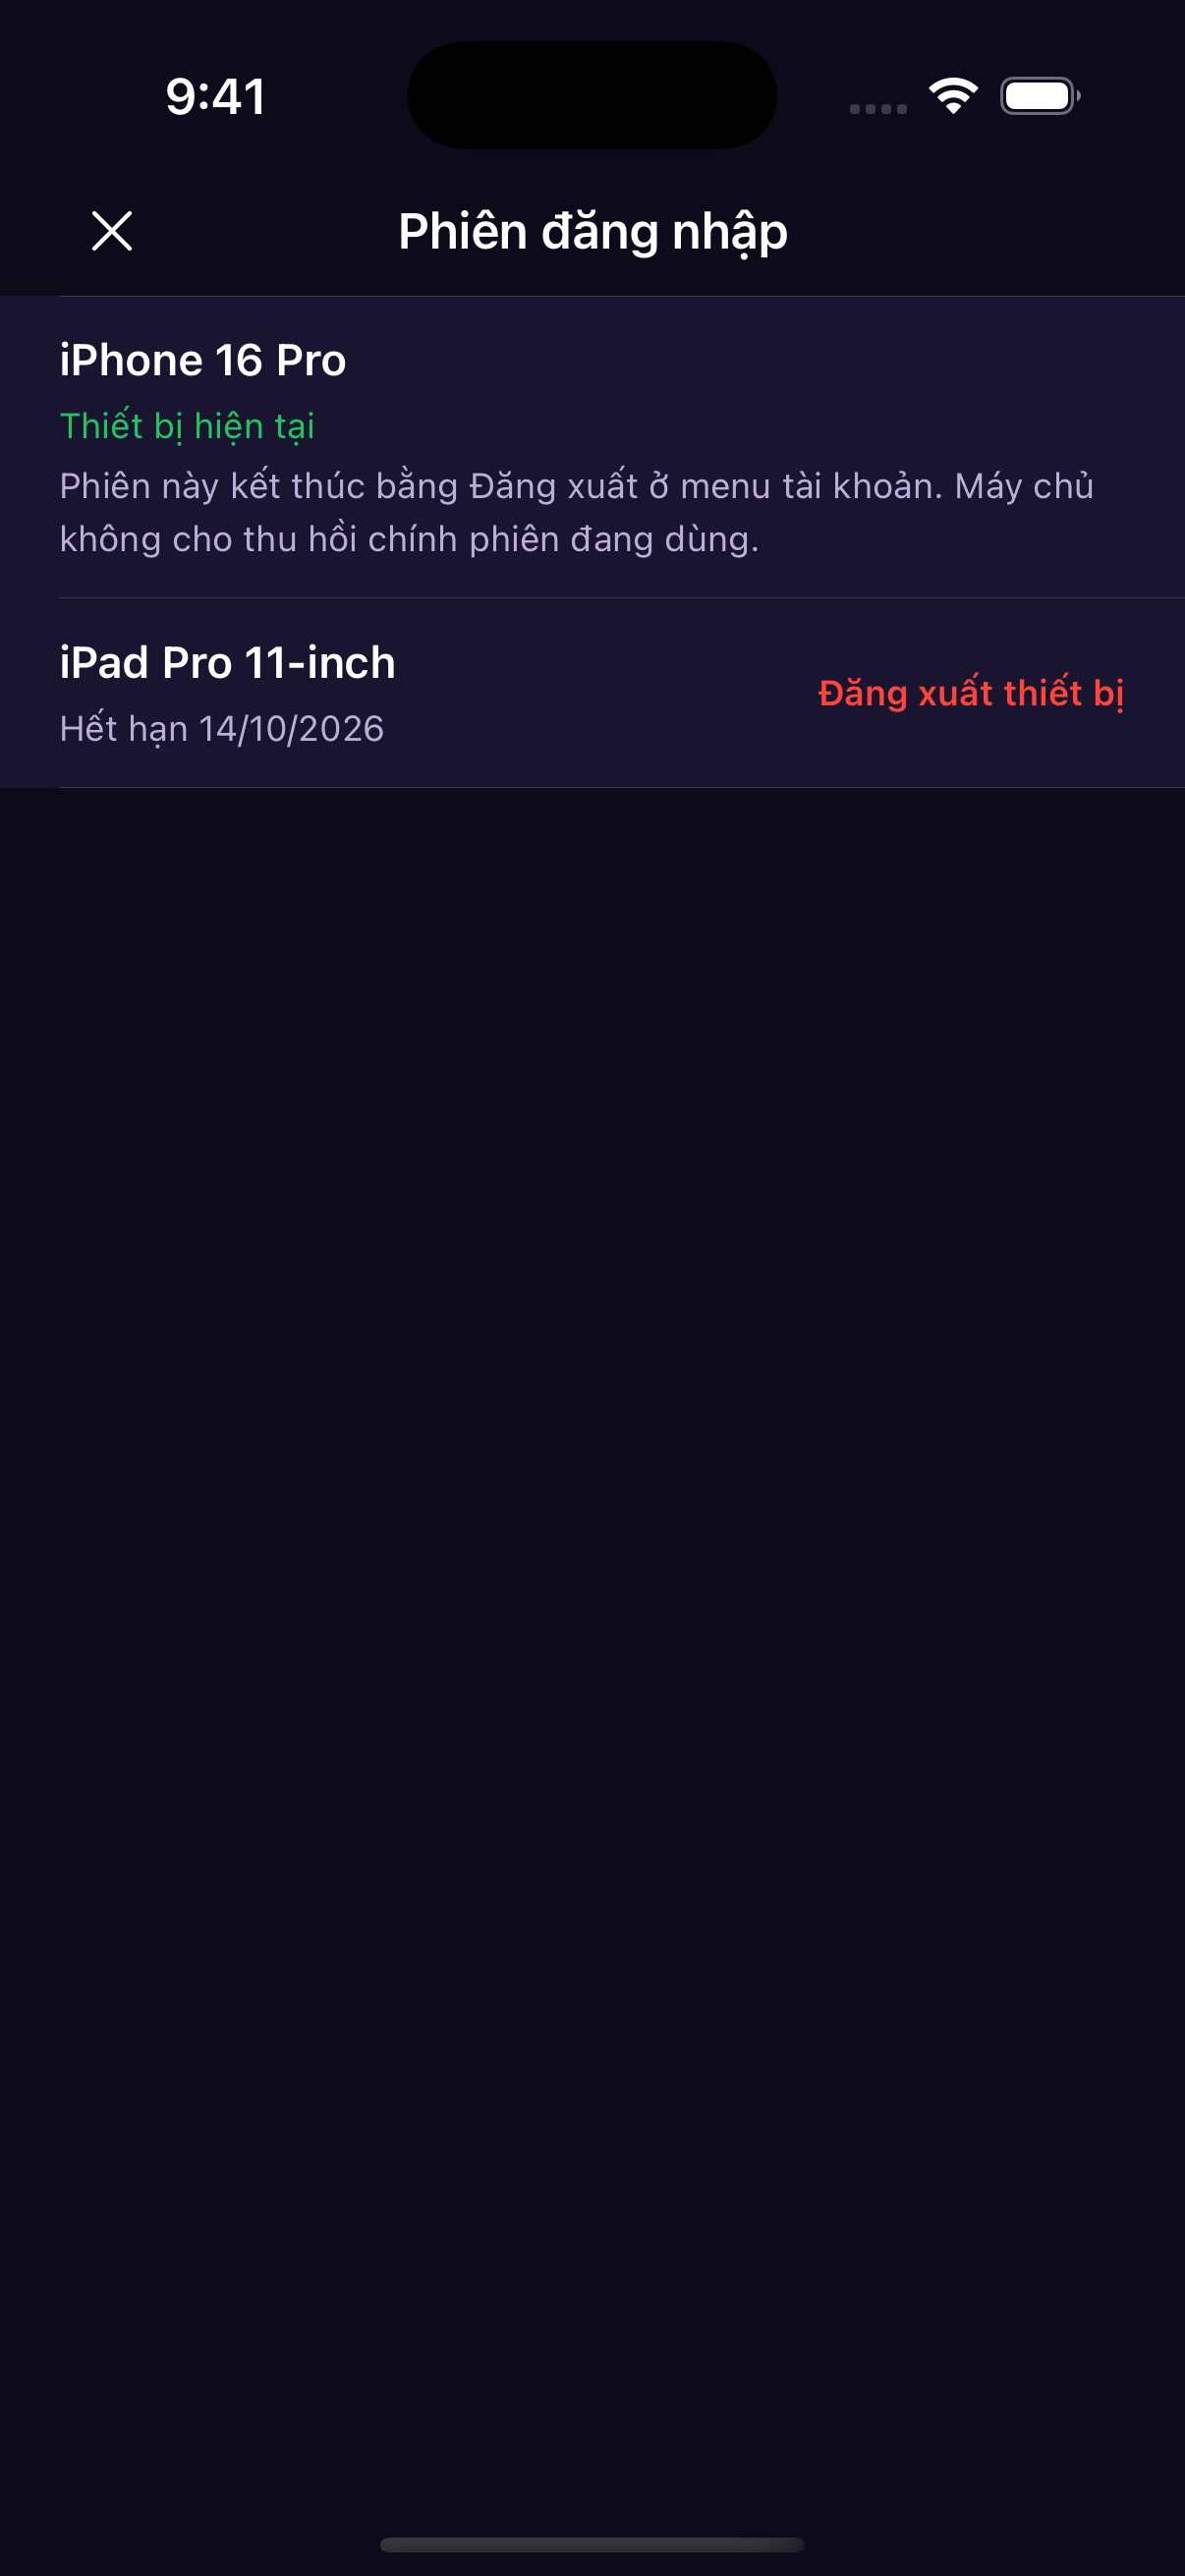 9:41
Phiên đăng nhập
iPhone 16 Pro
Thiết bị hiện tại
Phiên này kết thúc bằng Đăng xuất ở menu tài khoản. Máy chủ
không cho thu hồi chính phiên đang dùng.
iPad Pro 11-inch
Đăng xuất thiết bị
Hết hạn 14/10/2026